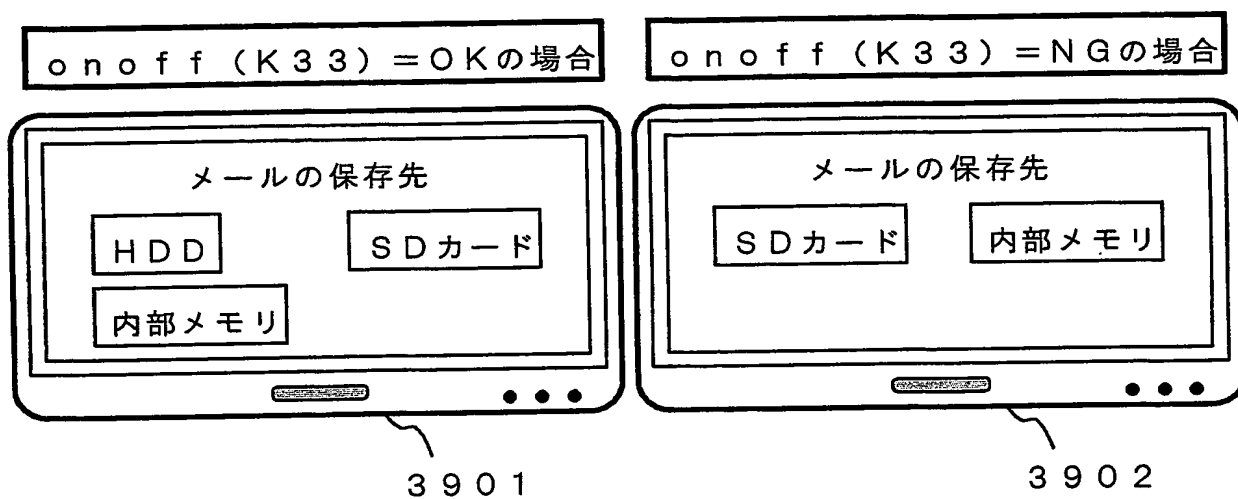 onoff(K33)=OKの場合
メールの保存先
HDD
SDカード
内部メモリ
3901
onoff(K33)=NGの場合
メールの保存先
SDカード
内部メモリ
3902